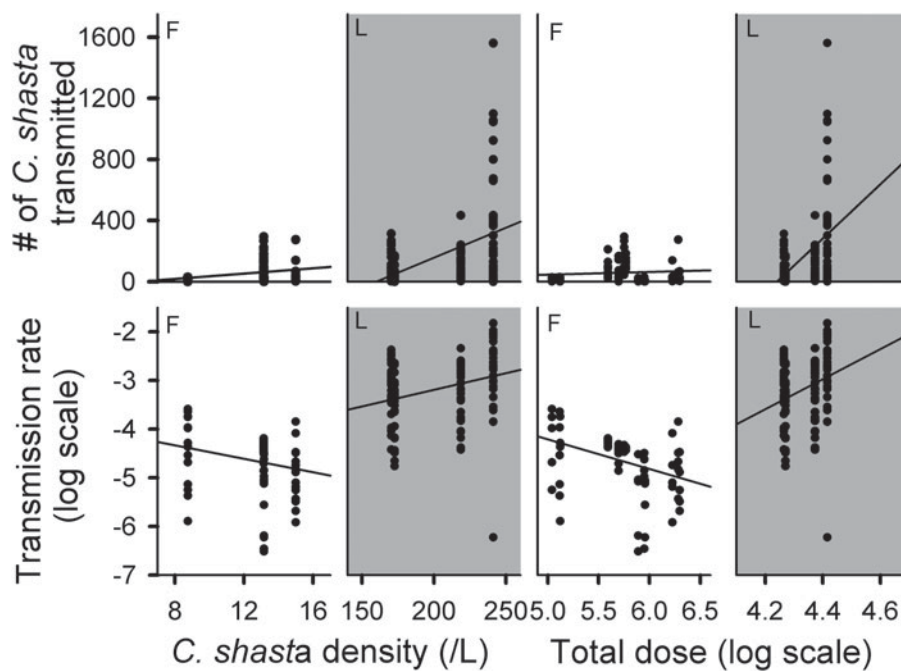 F L F L
1600
1200
800
400
0
# of C. shasta
transmitted
F L F L
-2
-3
-4
-5
-6
-7
Transmission rate
(log scale)
8 12 16 150 200 250 5.0 5.5 6.0 6.5 4.2 4.4 4.6
C. shasta density (/L) Total dose (log scale)